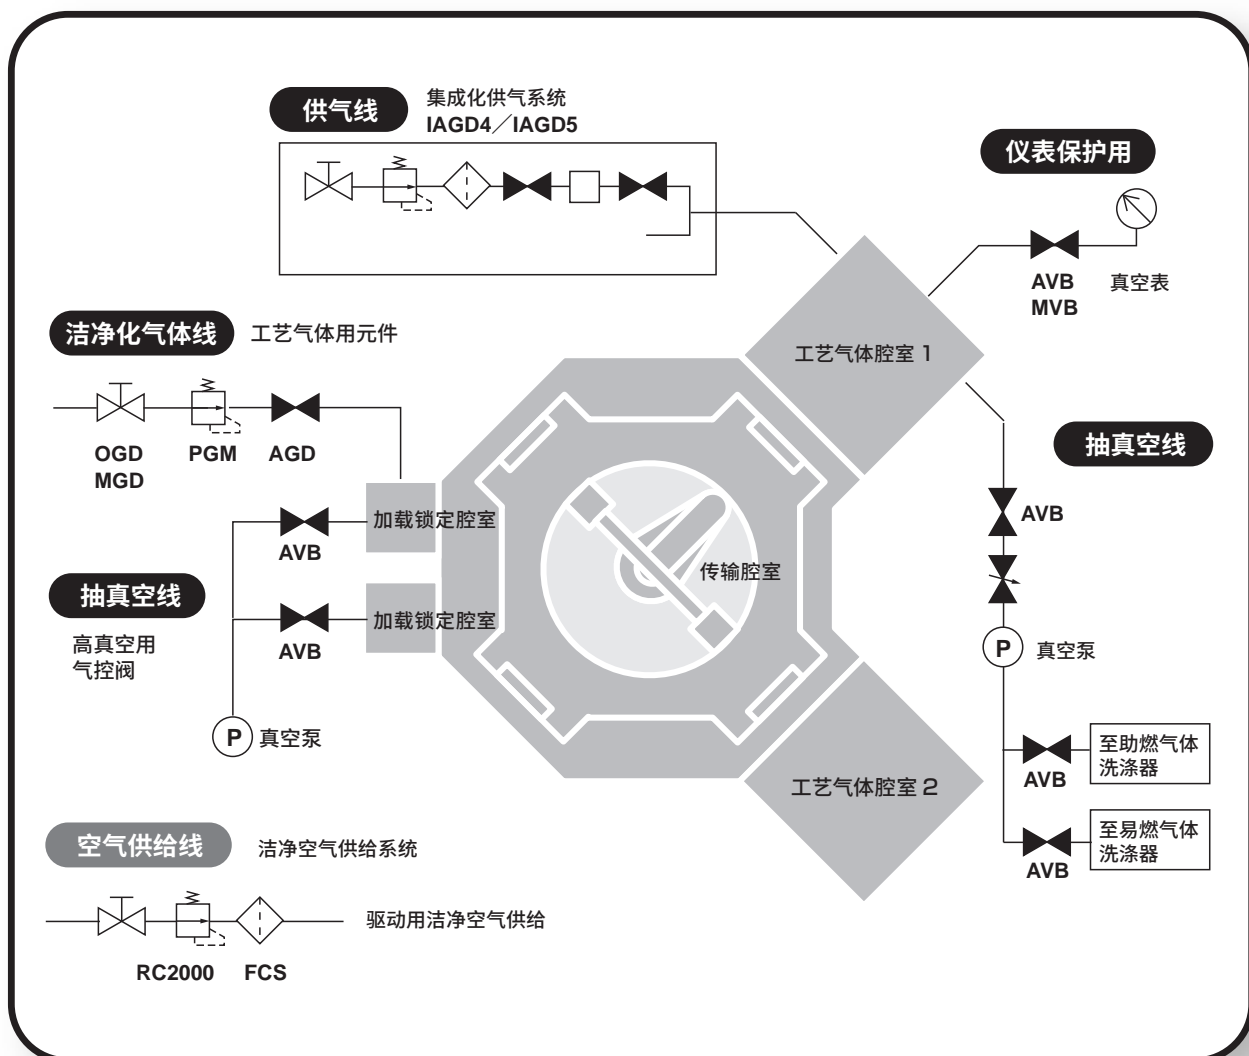 供气线
集成化供气系统
IAGD4／IAGD5
仪表保护用
AVB
MVB
真空表
洁净化气体线
工艺气体用元件
OGD
MGD
PGM
AGD
工艺气体腔室 1
抽真空线
AVB
加载锁定腔室
AVB
传输腔室
抽真空线
高真空用
气控阀
加载锁定腔室
AVB
P
真空泵
P
真空泵
至助燃气体
洗涤器
AVB
工艺气体腔室 2
至易燃气体
洗涤器
AVB
空气供给线
洁净空气供给系统
驱动用洁净空气供给
RC2000
FCS